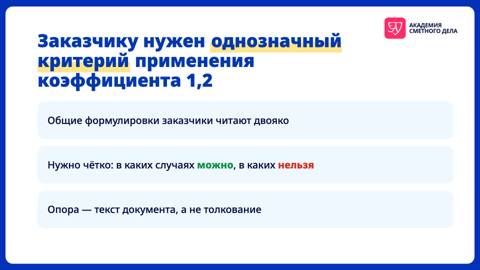 АКАДЕМИЯ
СМЕТНОГО ДЕЛА
Заказчику нужен однозначный
критерий применения
коэффициента 1,2
Общие формулировки заказчики читают двояко
Нужно чётко: в каких случаях можно, в каких нельзя
Опора — текст документа, а не толкование